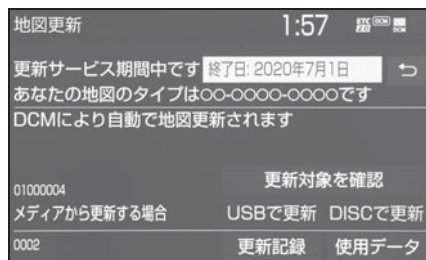 地図更新 1:57 ETC 2.0 DCM
更新サービス期間中です 終了日: 2020年7月1日
あなたの地図のタイプは○○-○○○○-○○○○です
DCMにより自動で地図更新されます
更新対象を確認
01000004
メディアから更新する場合 USBで更新 DISCで更新
0002 更新記録 使用データ